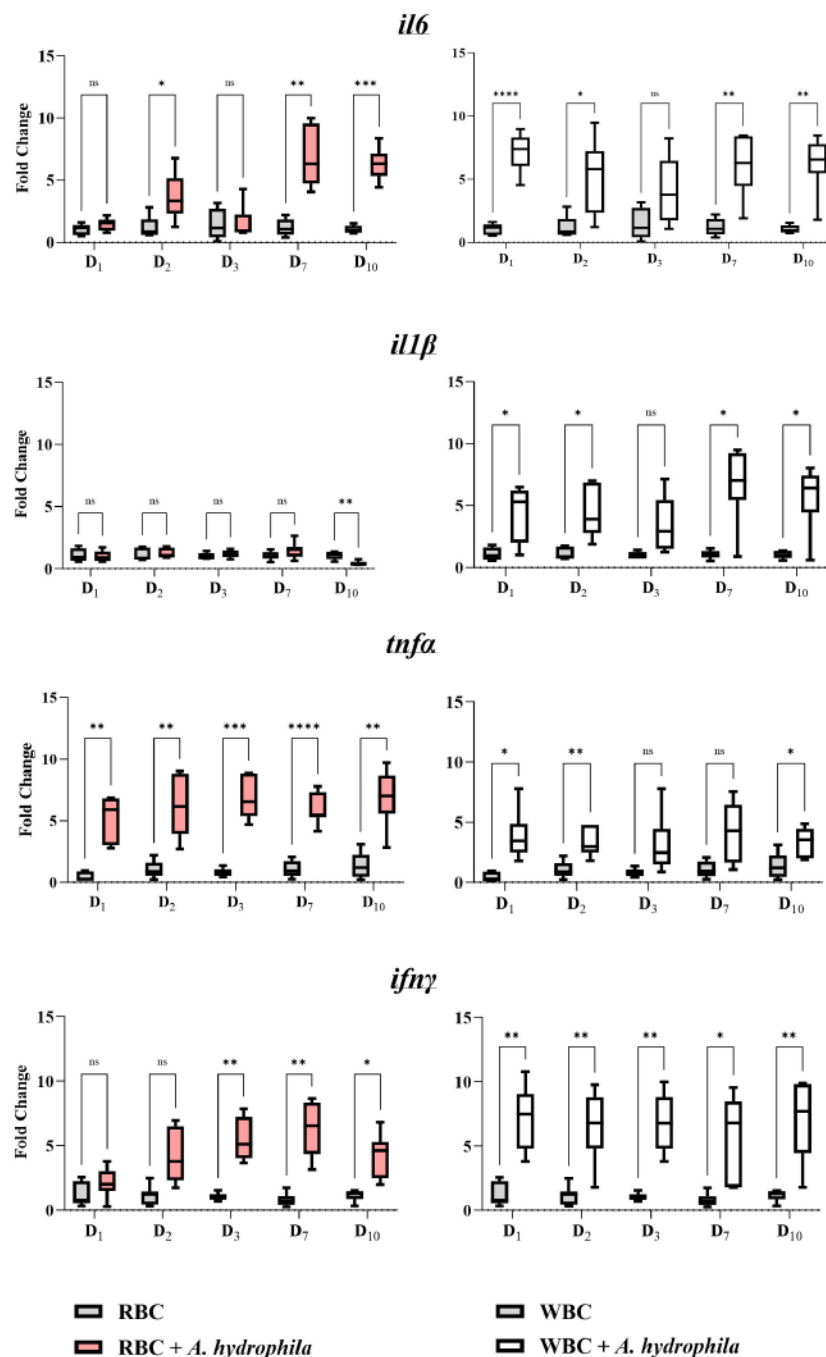 il6
15
10
5
0
Fold Change
ns
*
ns
**
***
D1 D2 D3 D7 D10
15
10
5
0
****
*
ns
**
**
D1 D2 D3 D7 D10
il1β
15
10
5
0
Fold Change
ns
ns
ns
ns
**
D1 D2 D3 D7 D10
15
10
5
0
*
*
ns
*
*
D1 D2 D3 D7 D10
tnfα
15
10
5
0
Fold Change
**
**
***
****
**
D1 D2 D3 D7 D10
15
10
5
0
*
**
ns
ns
*
D1 D2 D3 D7 D10
ifnγ
15
10
5
0
Fold Change
ns
ns
**
**
*
D1 D2 D3 D7 D10
15
10
5
0
**
**
**
*
**
D1 D2 D3 D7 D10
RBC
RBC + A. hydrophila
WBC
WBC + A. hydrophila